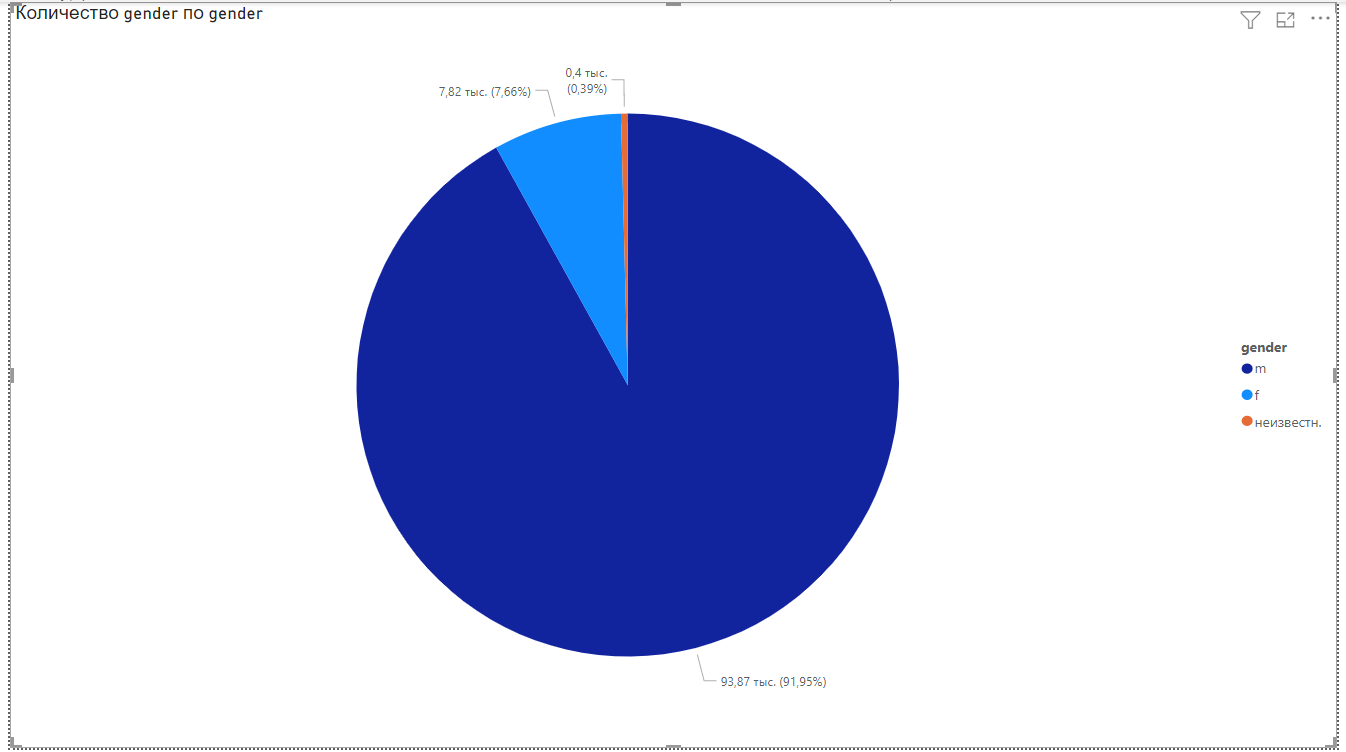 Количество gender по gender
0,4 тыс.
(0,39%)
7,82 тыс. (7,66%)
gender
m
f
неизвестн.
93,87 тыс. (91,95%)